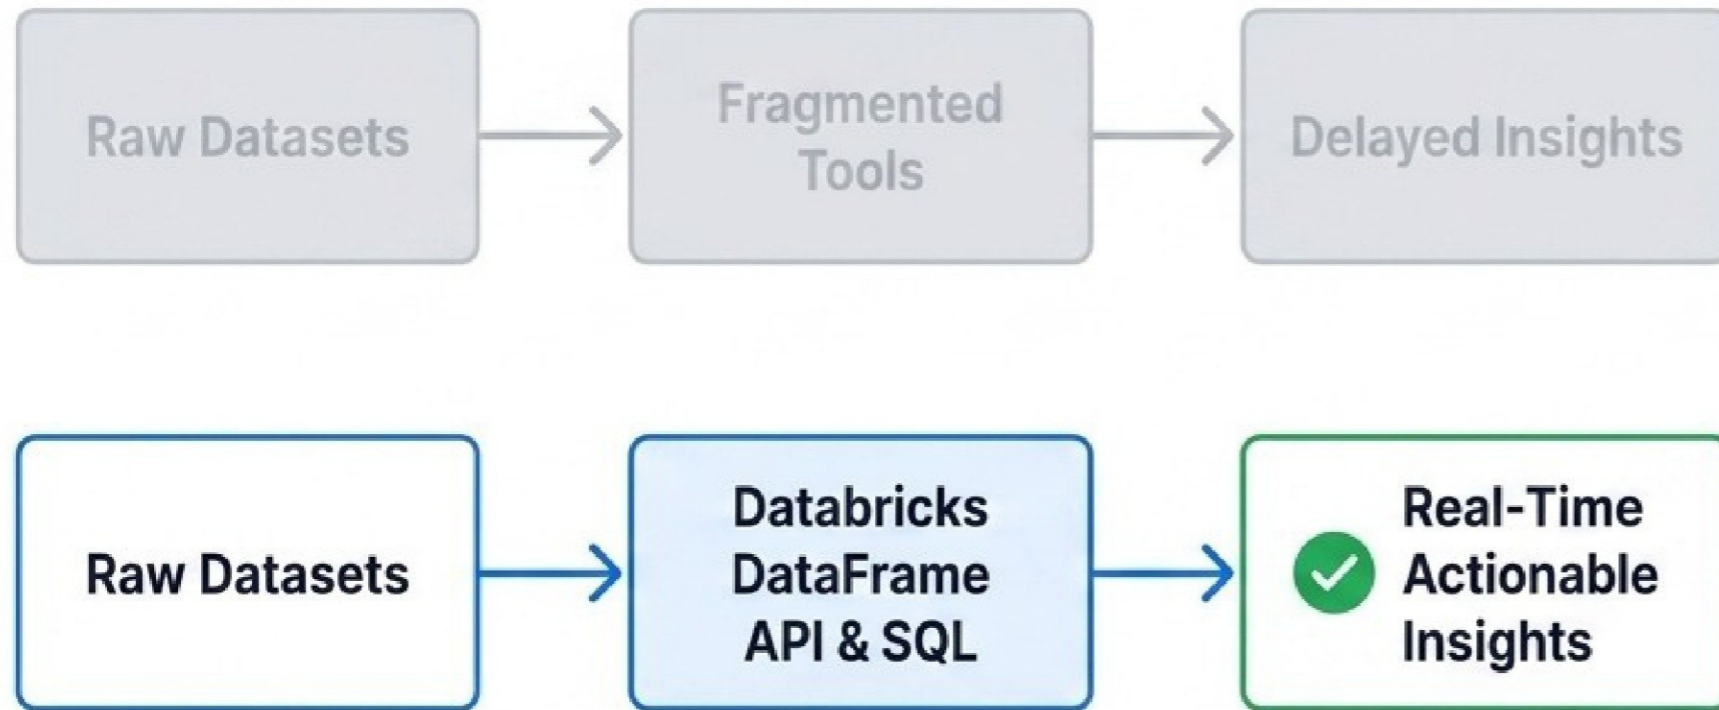 Raw Datasets
Fragmented
Tools
Delayed Insights
Raw Datasets
Databricks
DataFrame
API & SQL
Real-Time
Actionable
Insights